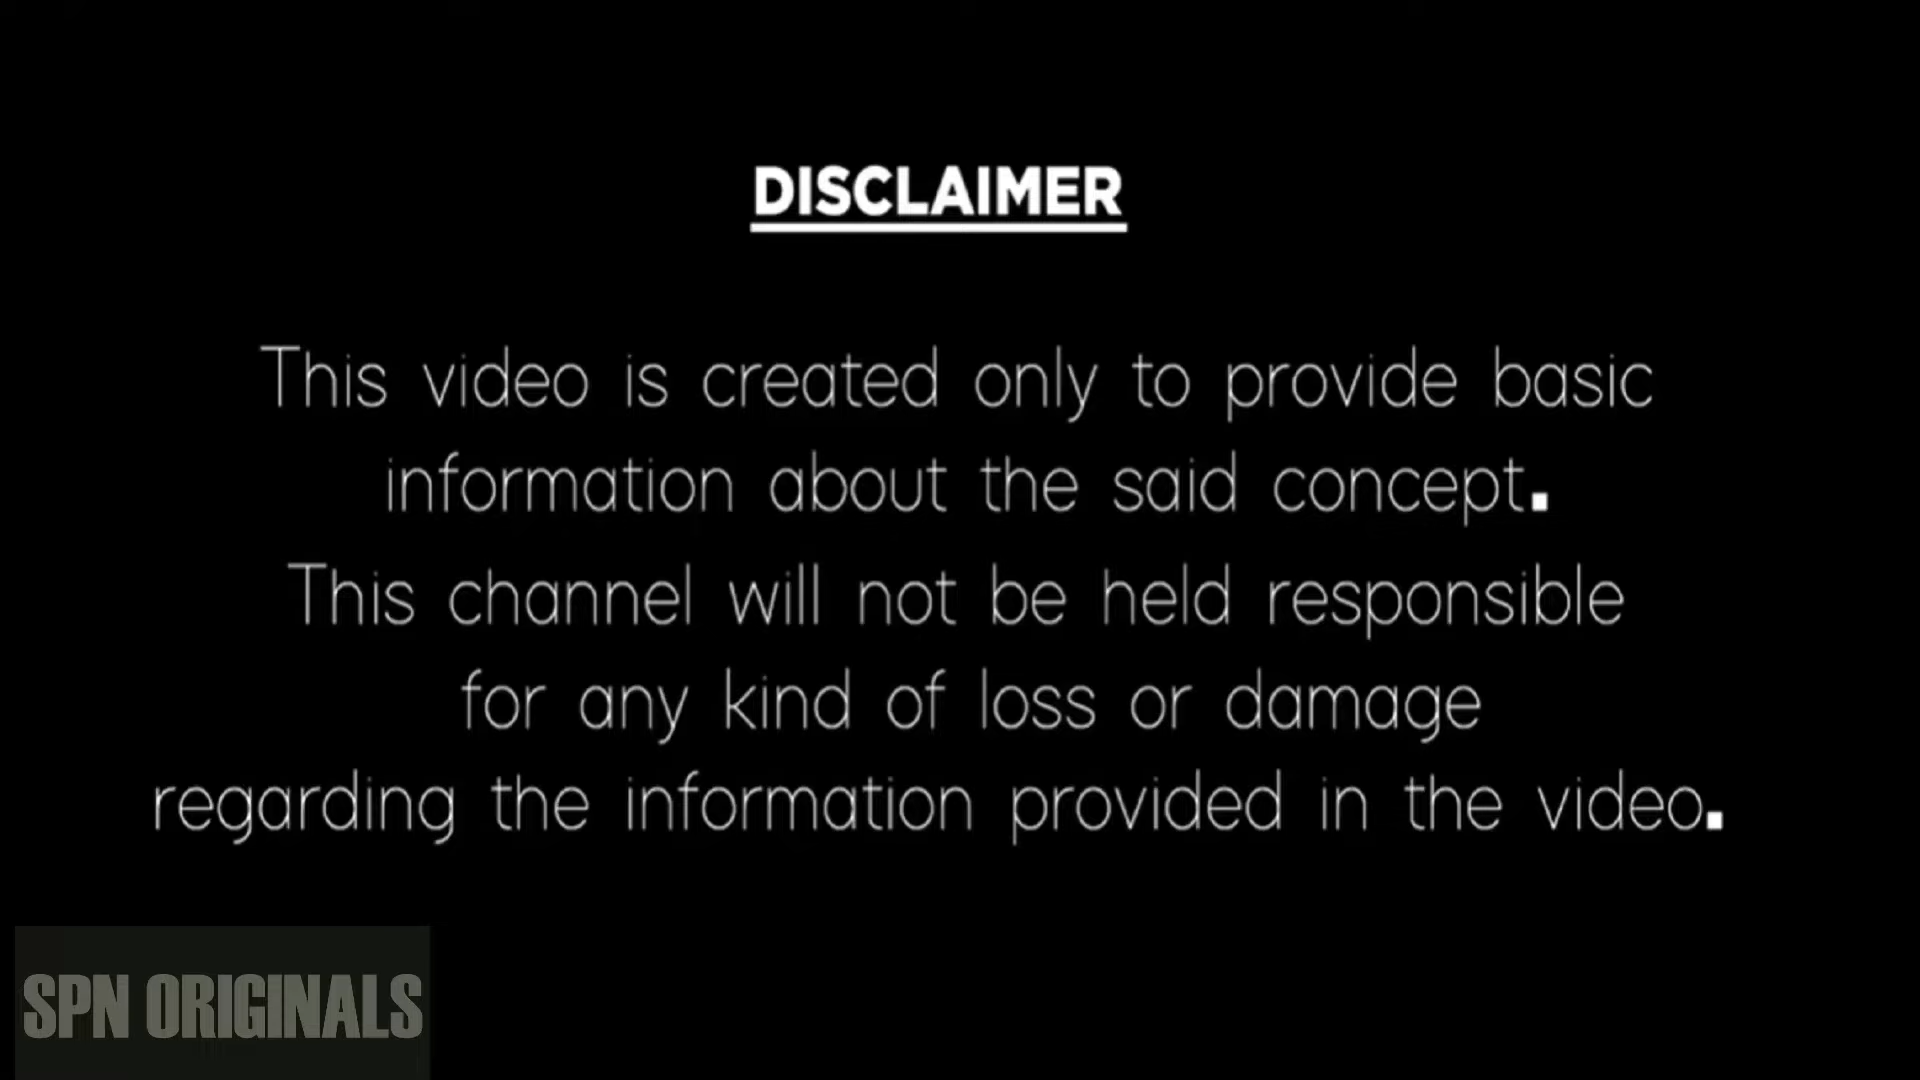 DISCLAIMER
This video is created only to provide basic
information about the said concept.
This channel will not be held responsible
for any kind of loss or damage
regarding the information provided in the video.
SPN ORIGINALS